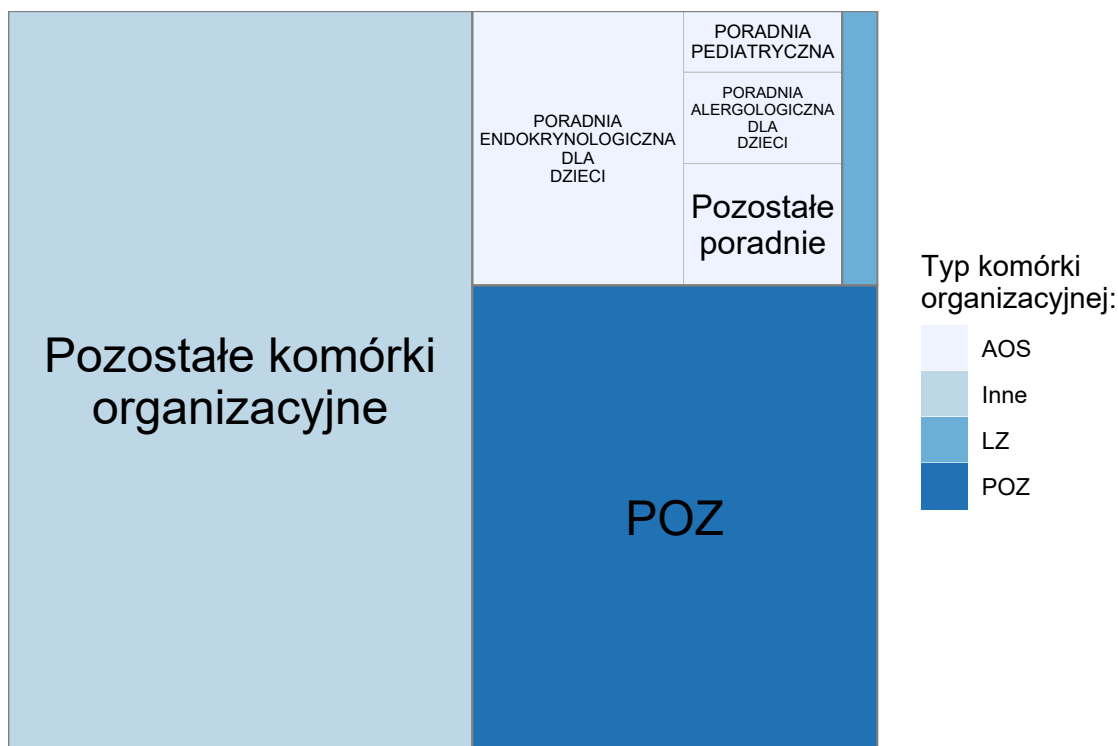 PORADNIA
PEDIATRYCZNA
PORADNIA
ALERGOLOGICZNA
DLA
DZIECI
PORADNIA
ENDOKRYNOLOGICZNA
DLA
DZIECI
Pozostałe
poradnie
Pozostałe komórki
organizacyjne
POZ
Typ komórki
organizacyjnej:
AOS
Inne
LZ
POZ